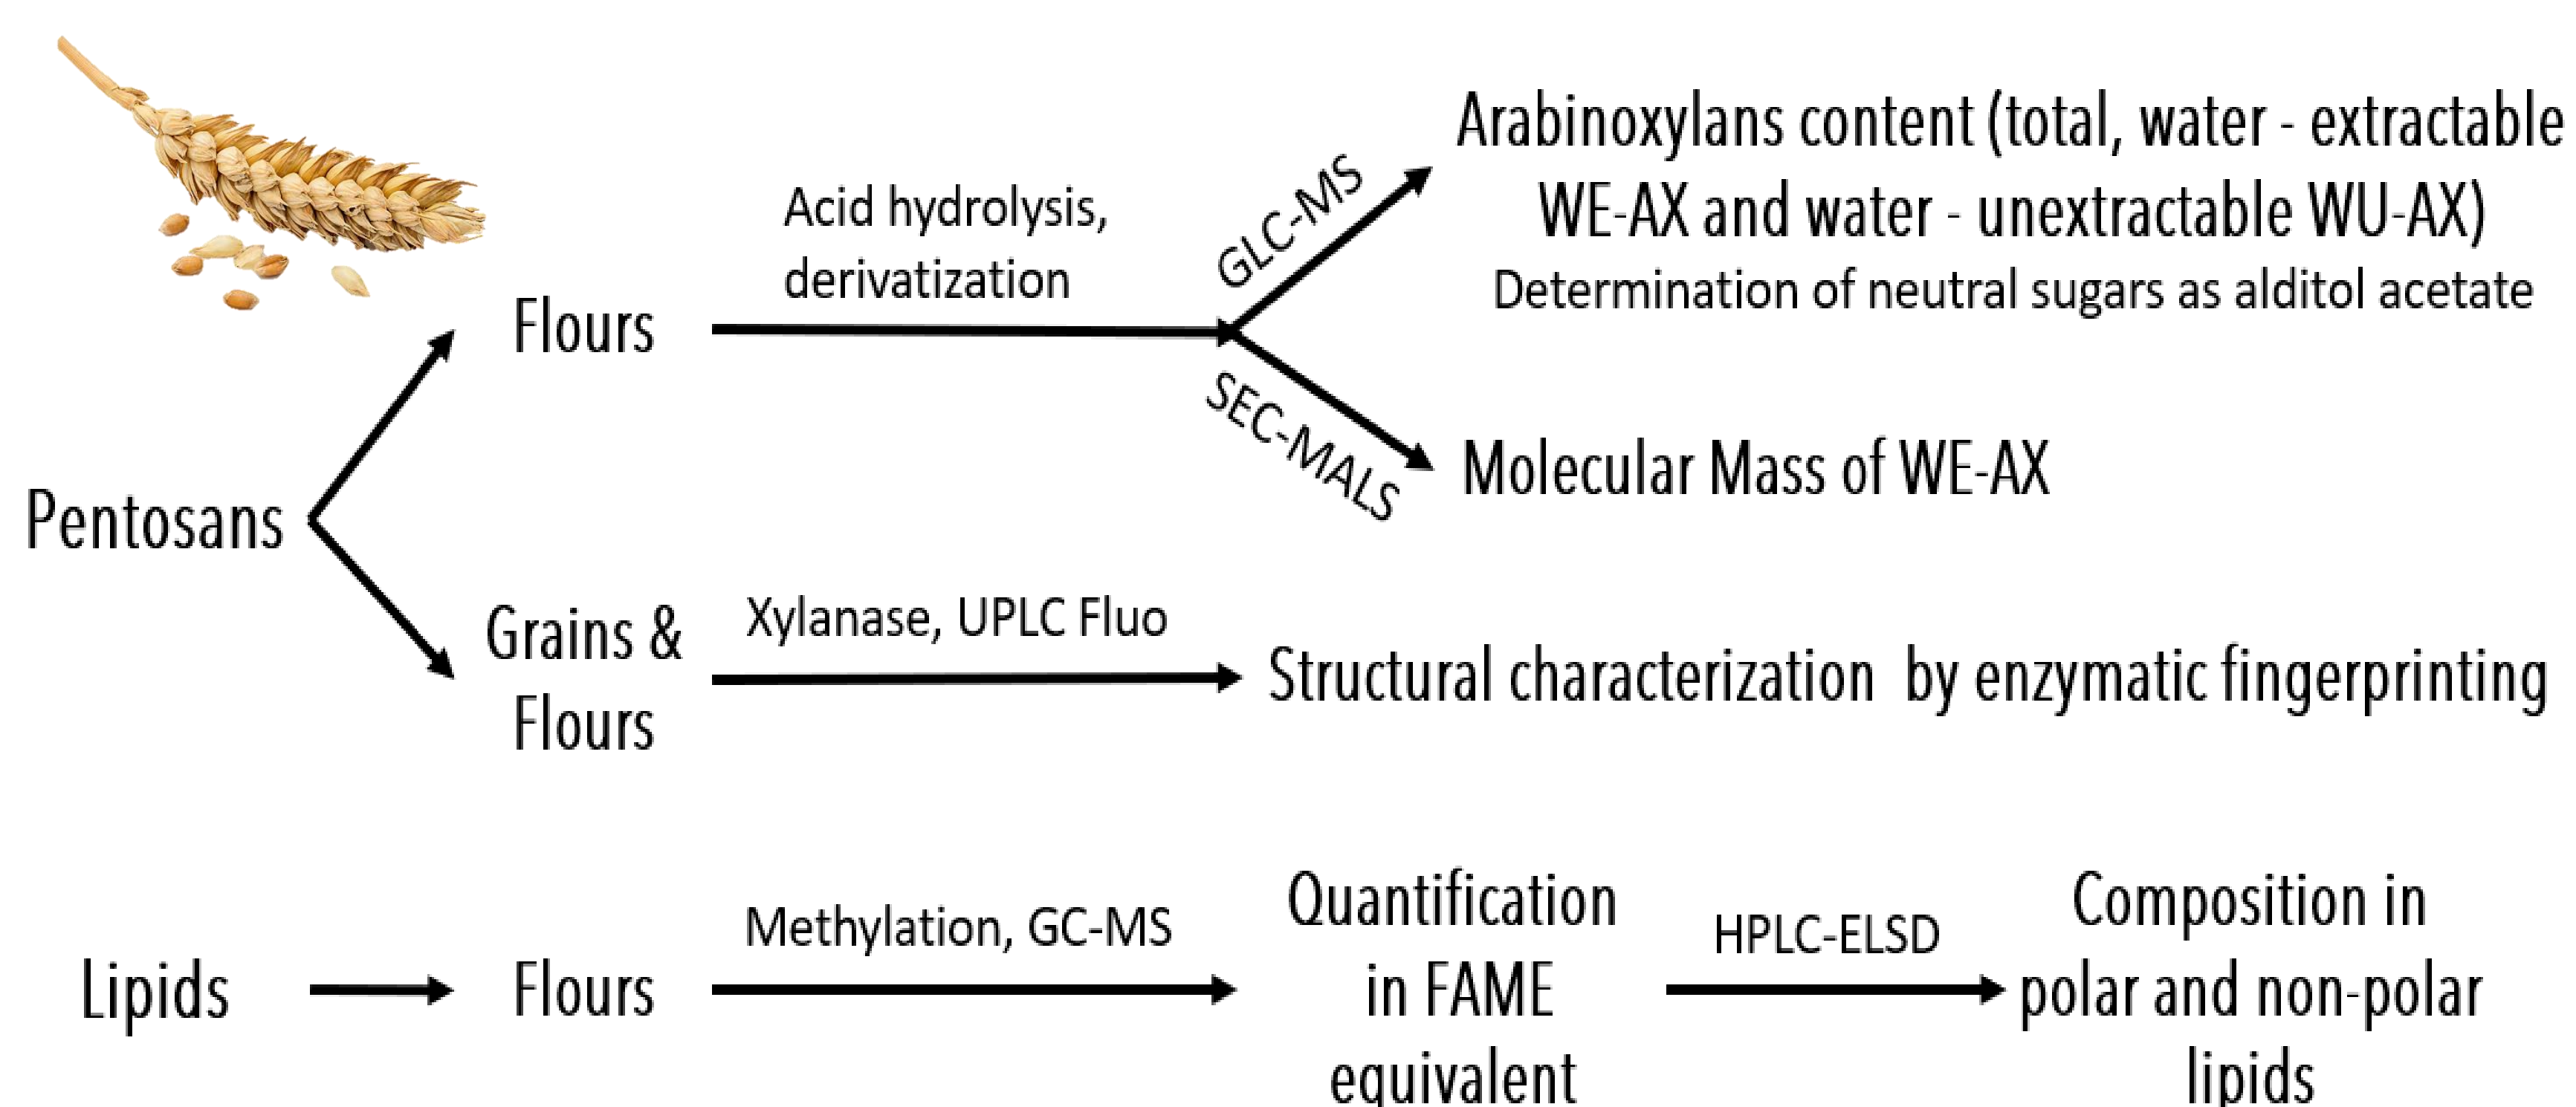 Arabinoxylans content (total, water - extractable
WE-AX and water - unextractable WU-AX)
Determination of neutral sugars as alditol acetate
GLC-MS
Acid hydrolysis,
derivatization
Flours
SEC-MALS
Molecular Mass of WE-AX
Pentosans
Grains &
Flours
Xylanase, UPLC Fluo
Structural characterization by enzymatic fingerprinting
Lipids
Flours
Methylation, GC-MS
Quantification
in FAME
equivalent
HPLC-ELSD
Composition in
polar and non-polar
lipids